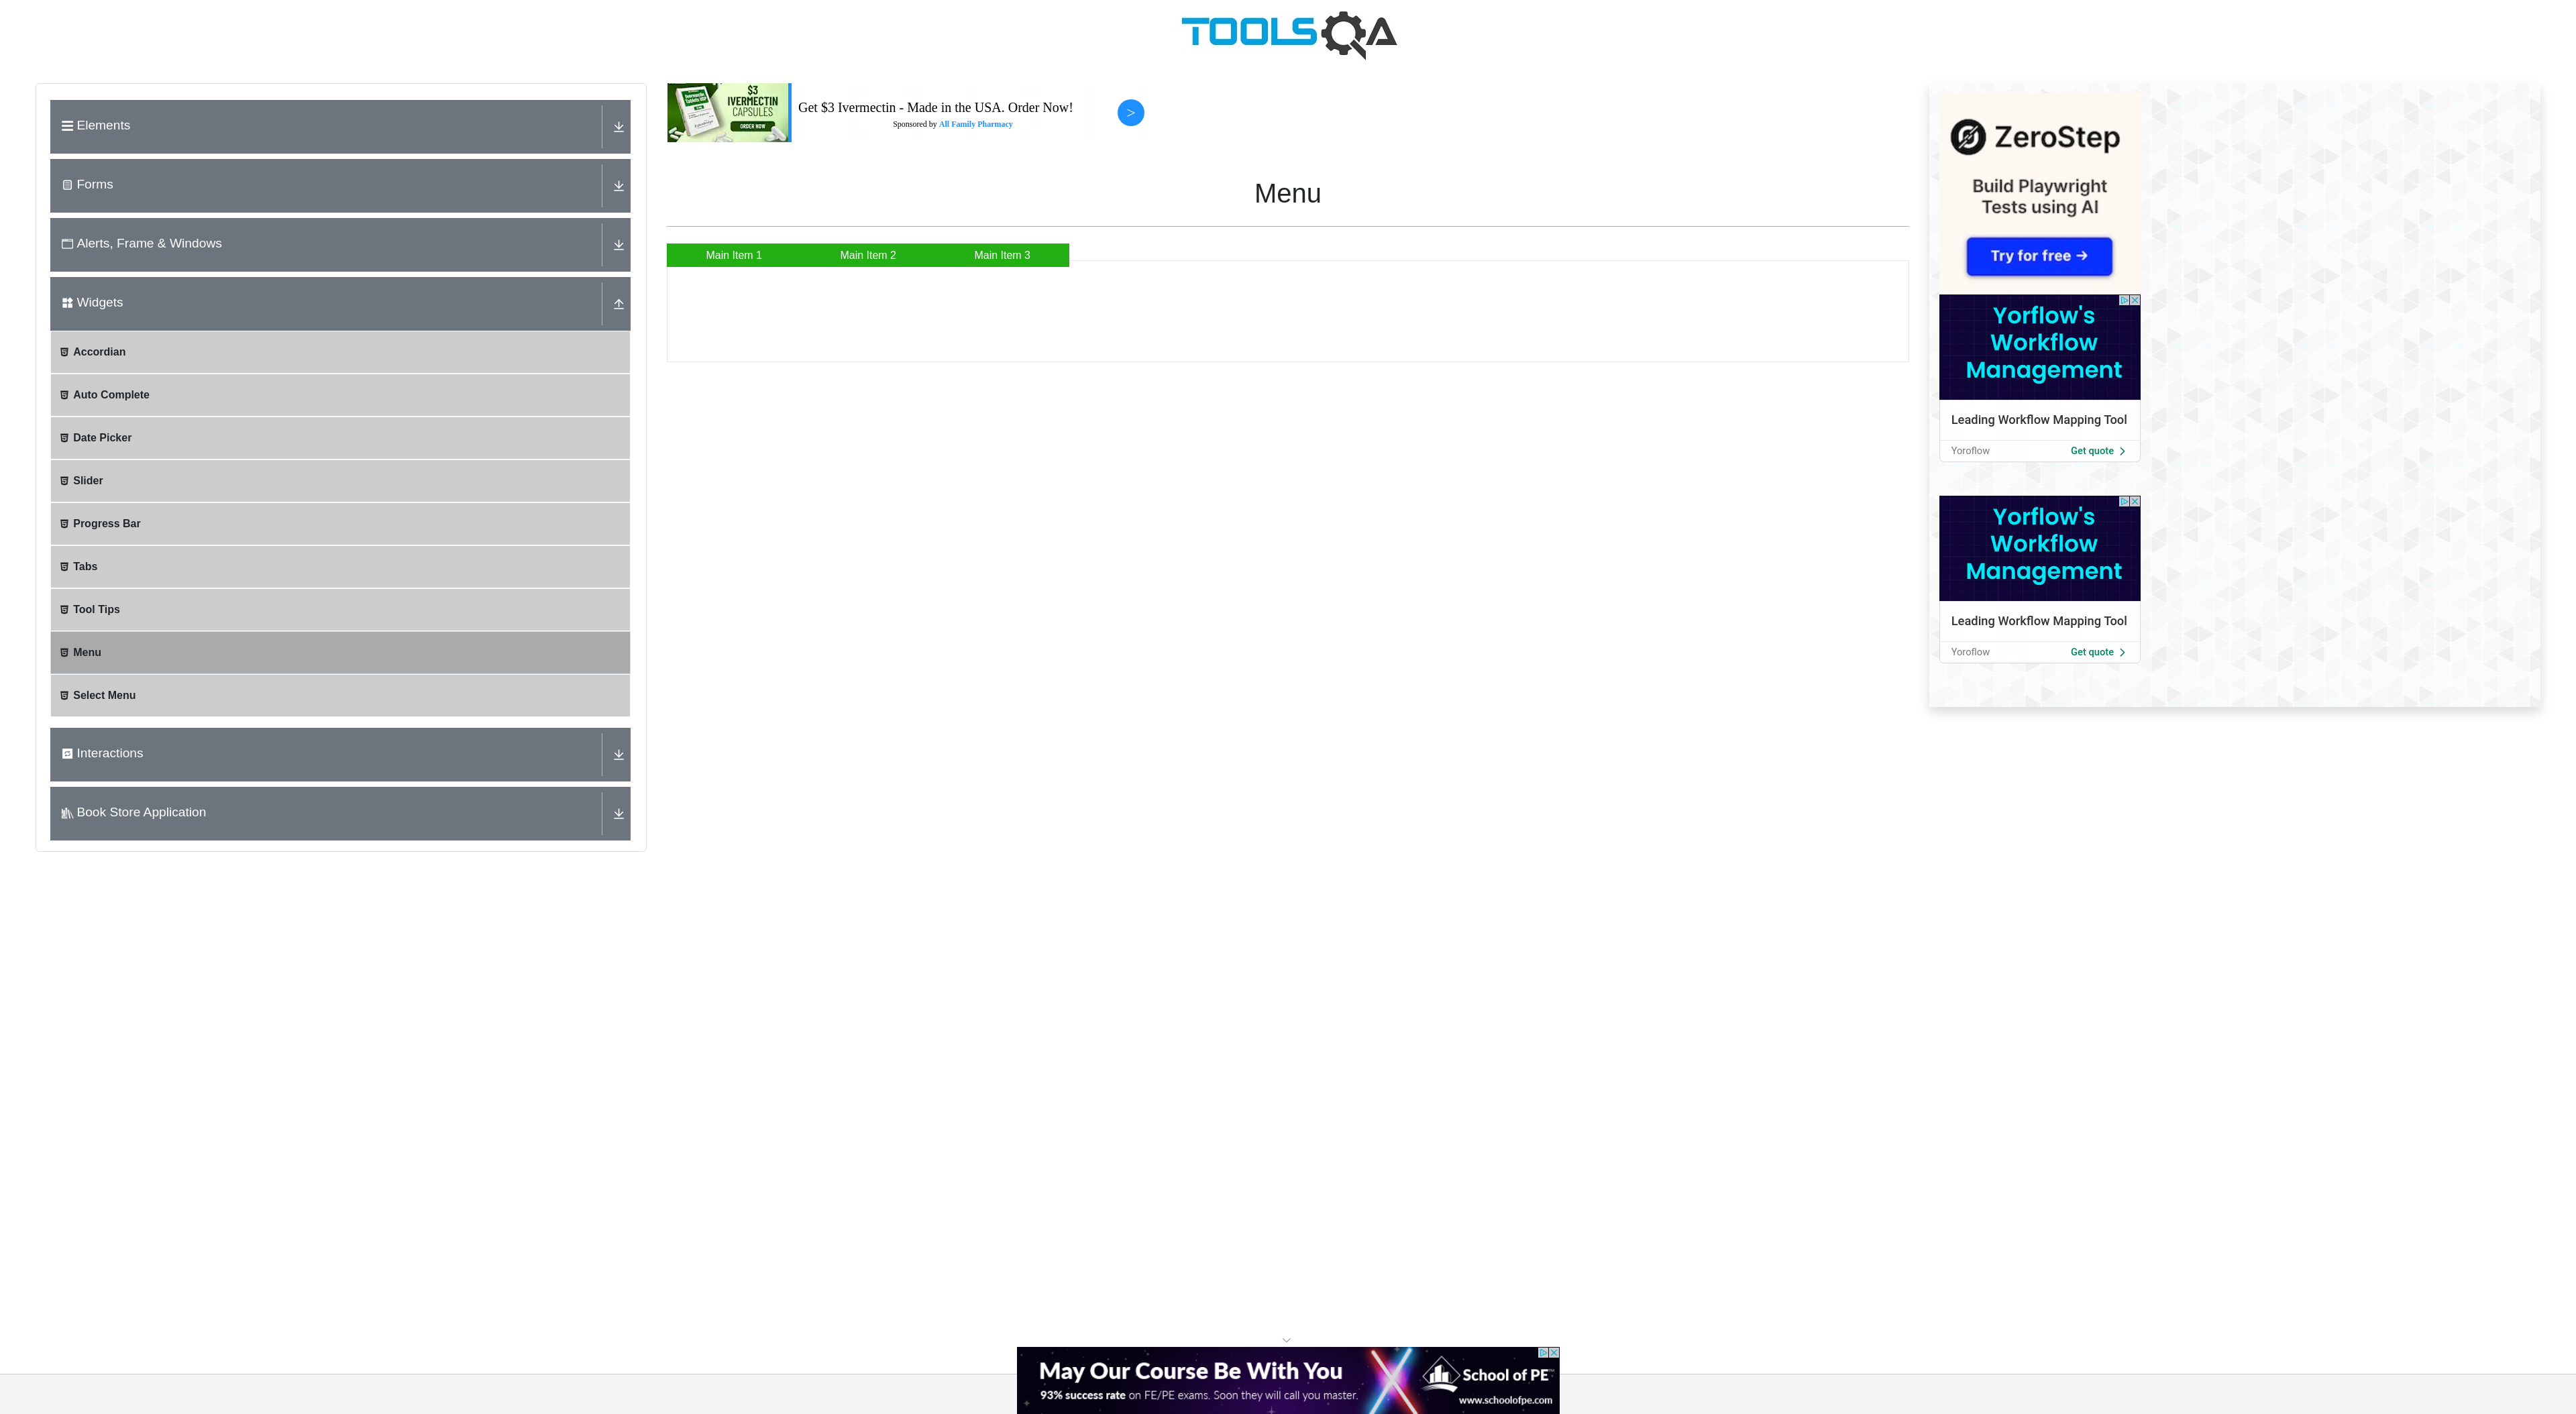 TOOLSQA
Elements
Forms
Alerts, Frame & Windows
Widgets
Accordian
Auto Complete
Date Picker
Slider
Progress Bar
Tabs
Tool Tips
Menu
Select Menu
Interactions
Book Store Application
$3
IVERMECTIN
CAPSULES
ORDER NOW
Get $3 Ivermectin - Made in the USA. Order Now!
Sponsored by All Family Pharmacy
>
Menu
Main Item 1
Main Item 2
Main Item 3
ZeroStep
Build Playwright
Tests using AI
Try for free →
Yorflow's
Workflow
Management
Leading Workflow Mapping Tool
Yoroflow
Get quote
Yorflow's
Workflow
Management
Leading Workflow Mapping Tool
Yoroflow
Get quote
May Our Course Be With You
93% success rate on FE/PE exams. Soon they will call you master.
School of PE
www.schoolofpe.com